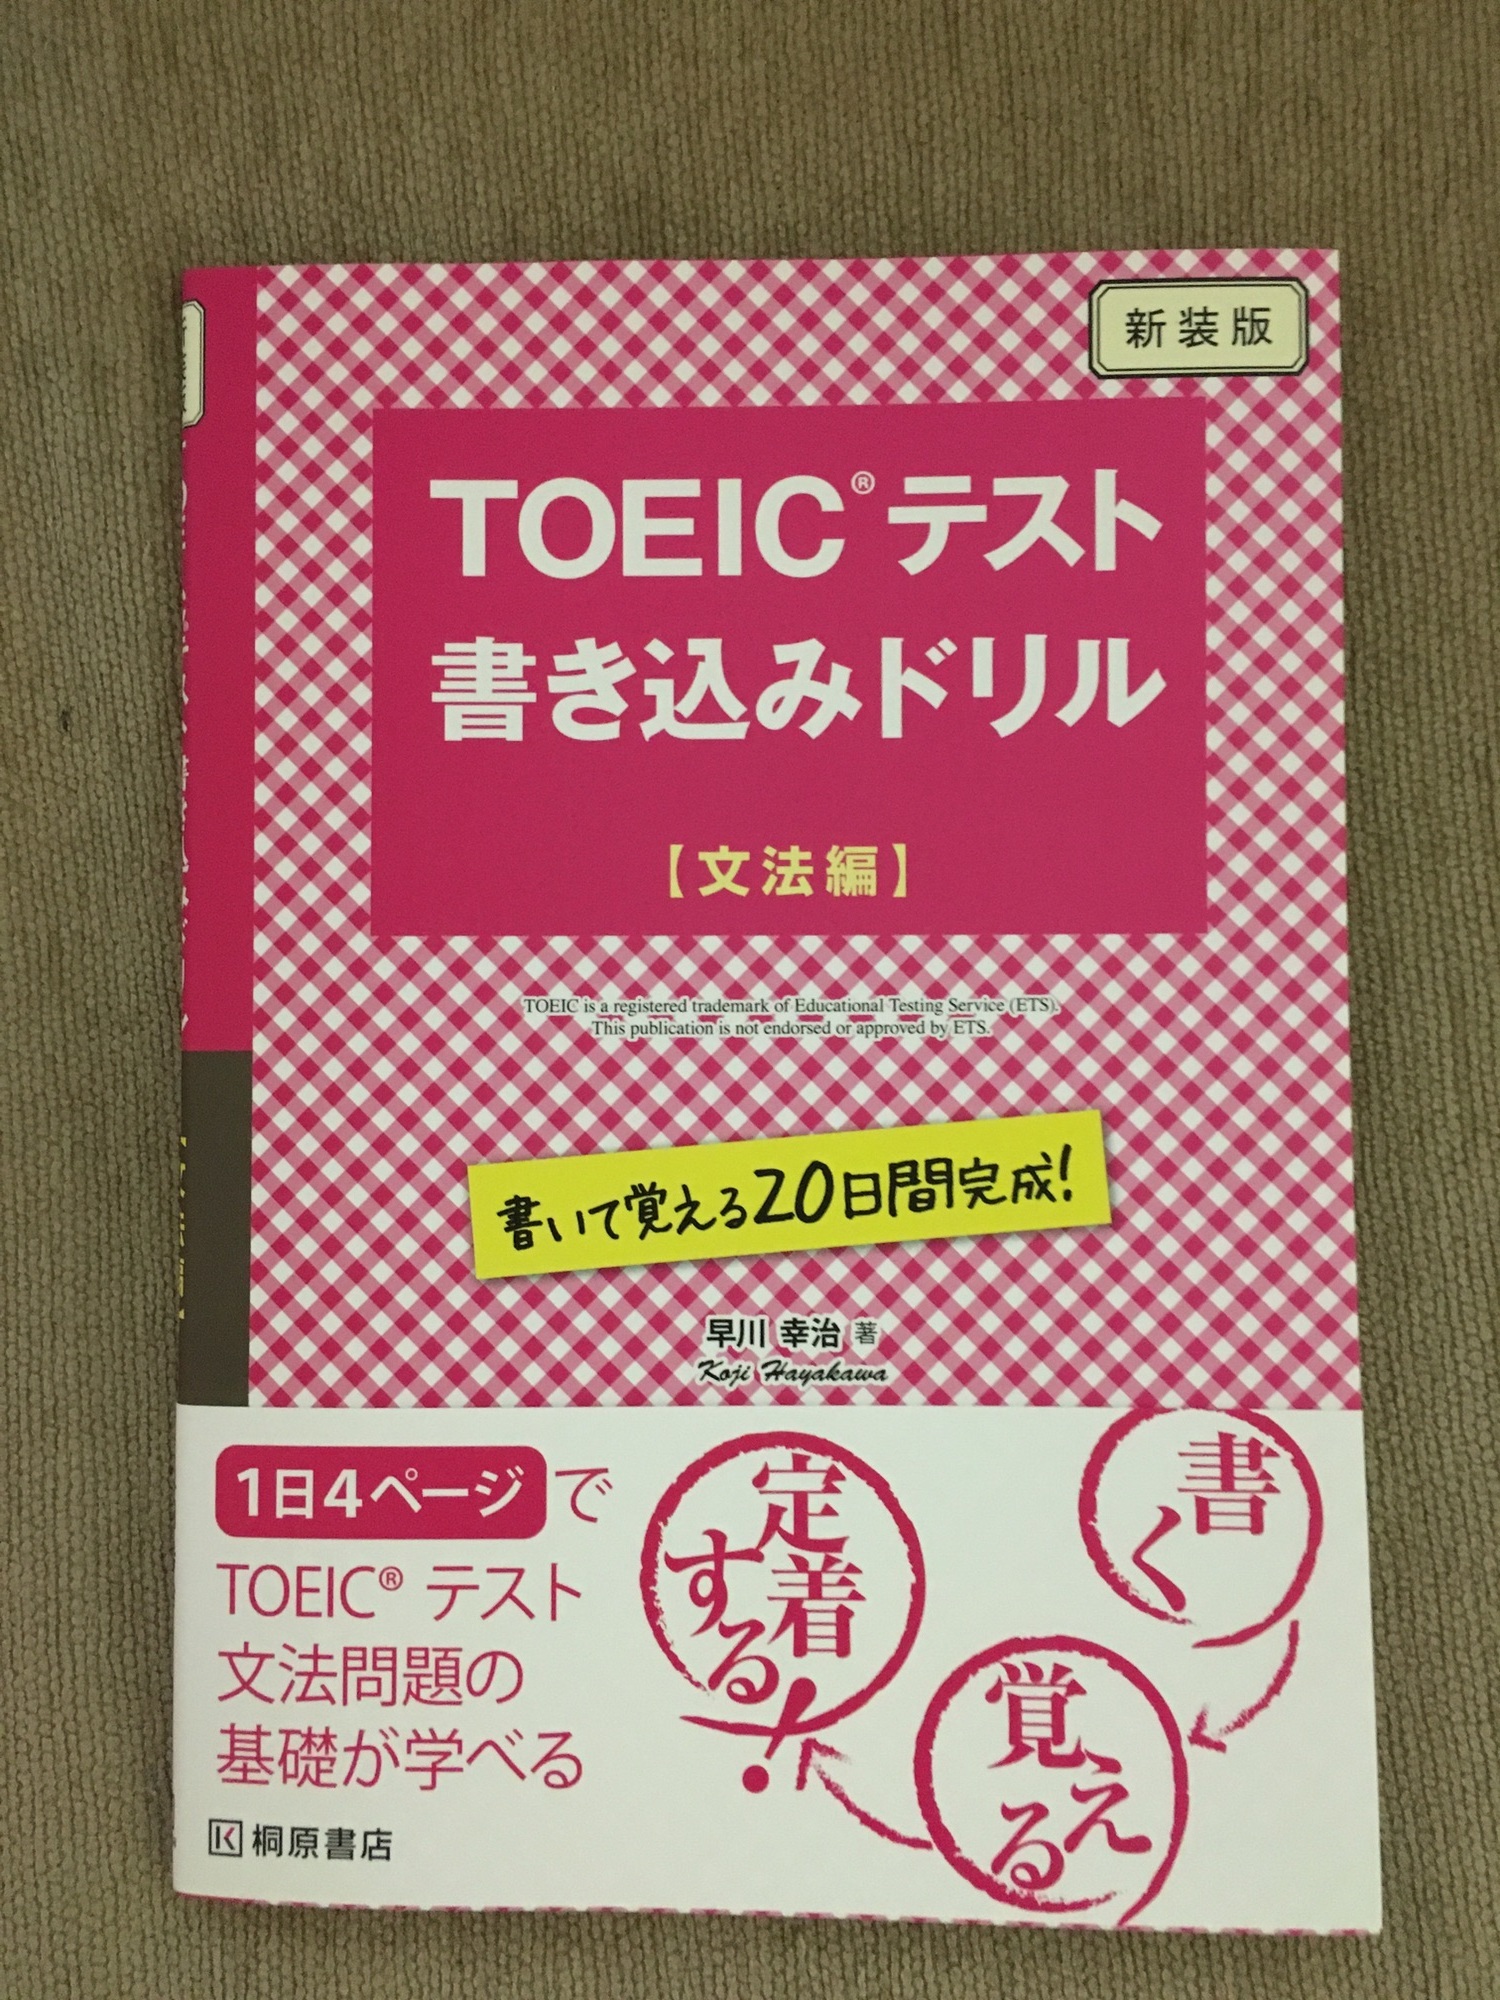 新装版
TOEIC®テスト
書き込みドリル
【文法編】
TOEIC is a registered trademark of Educational Testing Service (ETS).
This publication is not endorsed or approved by ETS.
書いて覚える20日間完成!
早川 幸治 著
Koji Hayakawa
1日4ページで
TOEIC® テスト
文法問題の
基礎が学べる
書く
覚える
定着する!
K 桐原書店